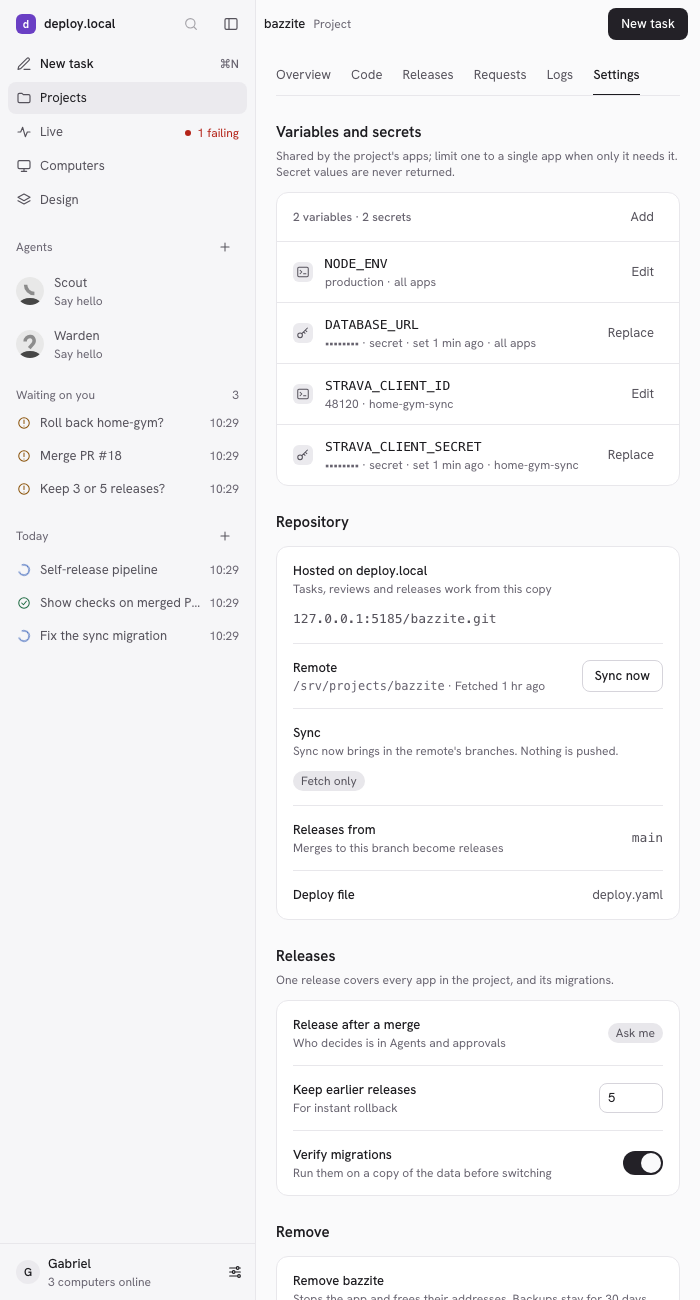 d deploy.local
New task ⌘N
Projects
Live 1 failing
Computers
Design
Agents
Scout
Say hello
Warden
Say hello
Waiting on you 3
Roll back home-gym? 10:29
Merge PR #18 10:29
Keep 3 or 5 releases? 10:29
Today
Self-release pipeline 10:29
Show checks on merged P... 10:29
Fix the sync migration 10:29
G Gabriel
3 computers online
bazzite Project New task
Overview Code Releases Requests Logs Settings
Variables and secrets
Shared by the project's apps; limit one to a single app when only it needs it.
Secret values are never returned.
2 variables · 2 secrets Add
NODE_ENV
production · all apps Edit
DATABASE_URL
•••••••• · secret · set 1 min ago · all apps Replace
STRAVA_CLIENT_ID
48120 · home-gym-sync Edit
STRAVA_CLIENT_SECRET
•••••••• · secret · set 1 min ago · home-gym-sync Replace
Repository
Hosted on deploy.local
Tasks, reviews and releases work from this copy
127.0.0.1:5185/bazzite.git
Remote
/srv/projects/bazzite · Fetched 1 hr ago Sync now
Sync
Sync now brings in the remote's branches. Nothing is pushed.
Fetch only
Releases from
Merges to this branch become releases main
Deploy file deploy.yaml
Releases
One release covers every app in the project, and its migrations.
Release after a merge
Who decides is in Agents and approvals Ask me
Keep earlier releases
For instant rollback 5
Verify migrations
Run them on a copy of the data before switching
Remove
Remove bazzite
Stops the app and frees their addresses. Backups stay for 30 days.